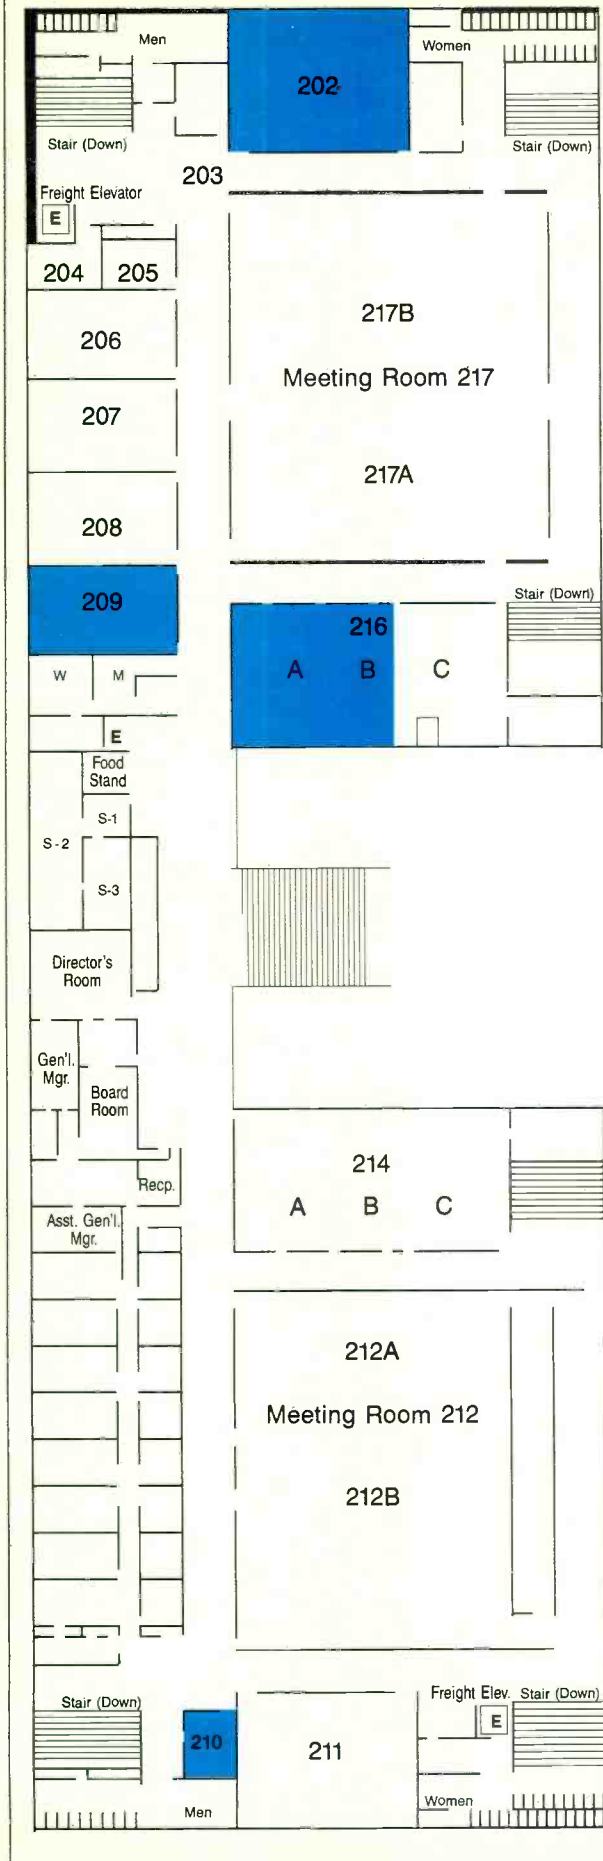 Men
Women
202
Stair (Down)
Stair (Down)
203
Freight Elevator
E
204
205
217B
206
Meeting Room 217
207
217A
208
209
Stair (Down)
216
A B C
W
M
E
Food
Stand
S-1
S-2
S-3
Director's
Room
Gen'l.
Mgr.
Board
Room
214
Recp.
A B C
Asst. Gen'l.
Mgr.
212A
Meeting Room 212
212B
Freight Elev.
Stair (Down)
Stair (Down)
E
210
211
Women
Men